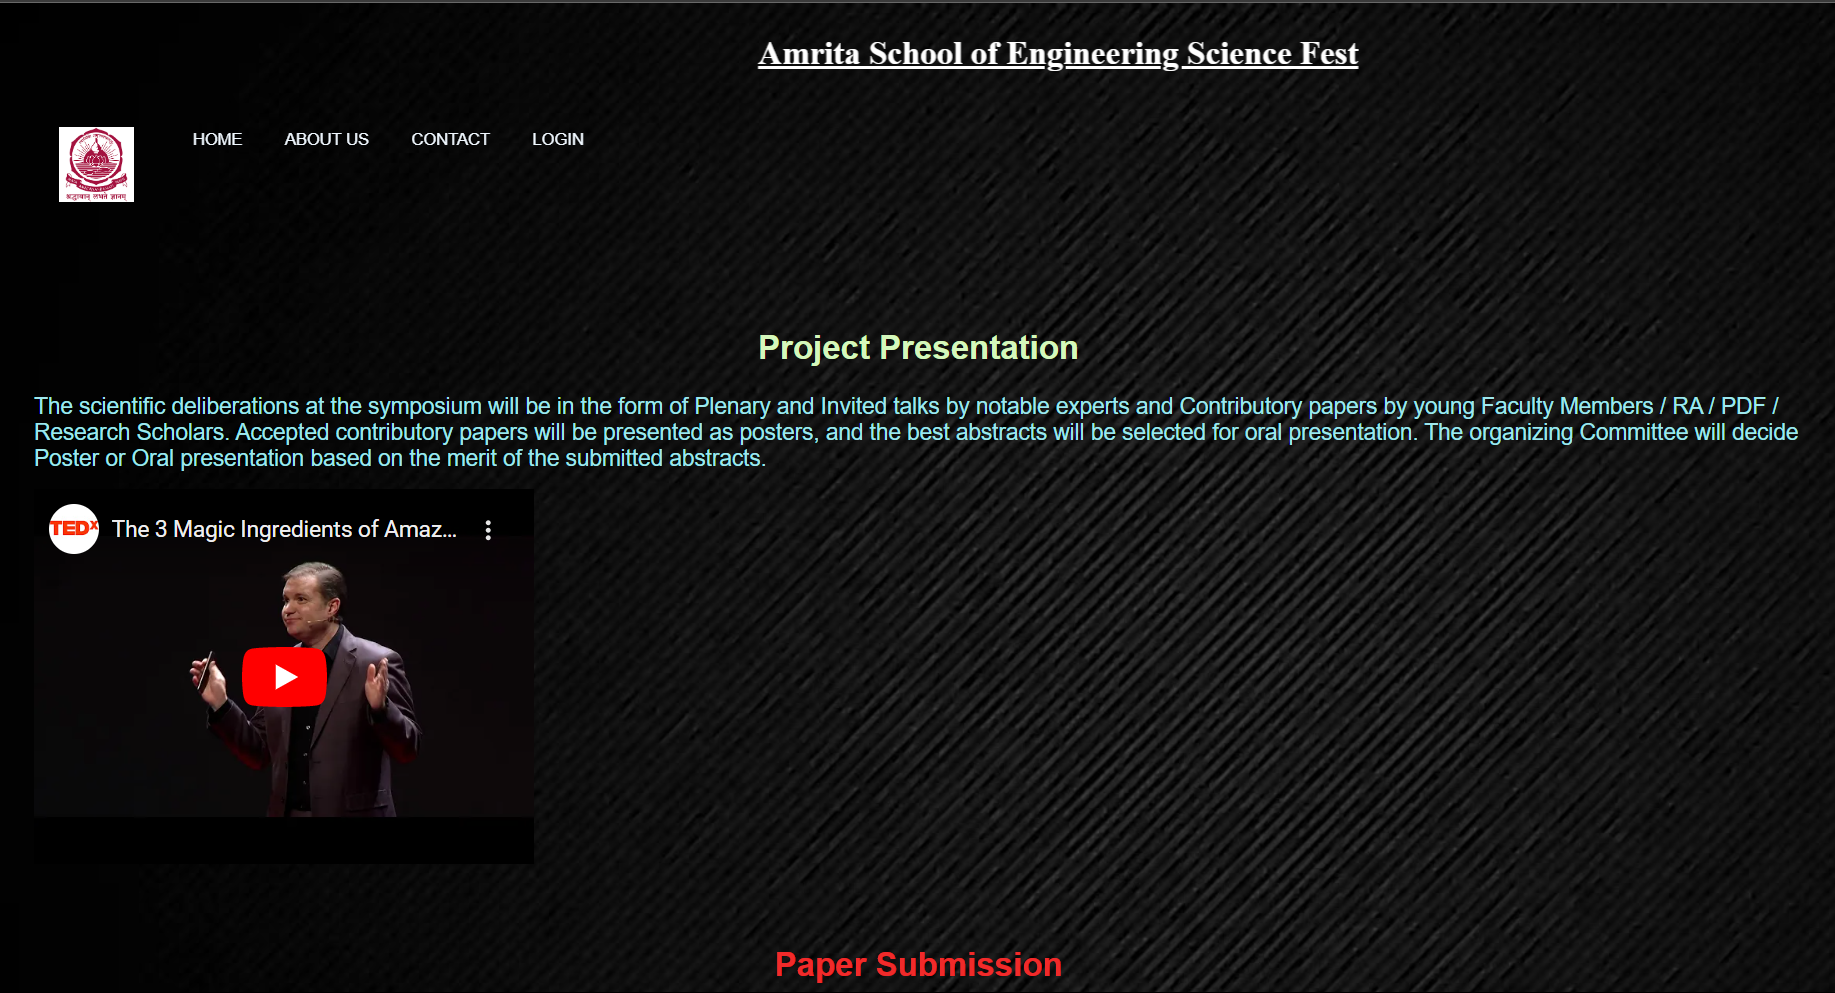 Amrita School of Engineering Science Fest
HOME ABOUT US CONTACT LOGIN
श्रद्धावान् लभते ज्ञानम्
Project Presentation
The scientific deliberations at the symposium will be in the form of Plenary and Invited talks by notable experts and Contributory papers by young Faculty Members / RA / PDF /
Research Scholars. Accepted contributory papers will be presented as posters, and the best abstracts will be selected for oral presentation. The organizing Committee will decide
Poster or Oral presentation based on the merit of the submitted abstracts.
TEDx The 3 Magic Ingredients of Amaz...
Paper Submission